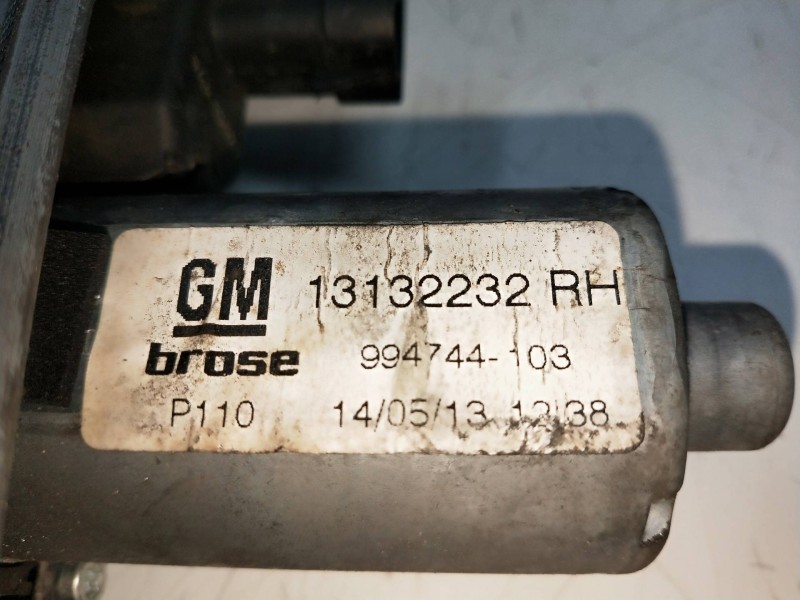 GM 13132232 RH
brose 994744-103
P110 14/05/13 12:38